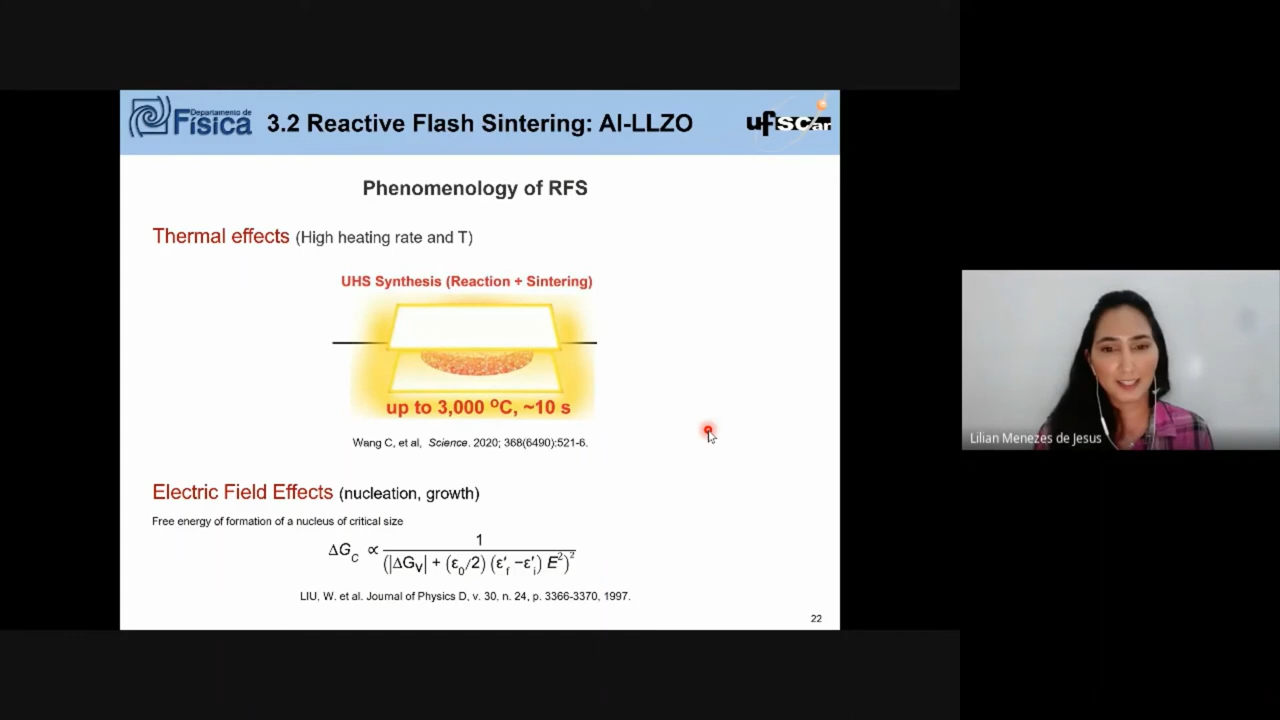 Departamento de
Física
3.2 Reactive Flash Sintering: Al-LLZO
ufscar
Phenomenology of RFS
Thermal effects (High heating rate and T)
UHS Synthesis (Reaction + Sintering)
up to 3,000 °C, ~10 s
Wang C, et al, Science. 2020; 368(6490):521-6.
Lilian Menezes de Jesus
Electric Field Effects (nucleation, growth)
Free energy of formation of a nucleus of critical size
ΔG_C ∝ 1 / (|ΔG_V| + (ε₀/2) (ε'_f − ε'_i) E²)²
LIU, W. et al. Journal of Physics D, v. 30, n. 24, p. 3366-3370, 1997.
22